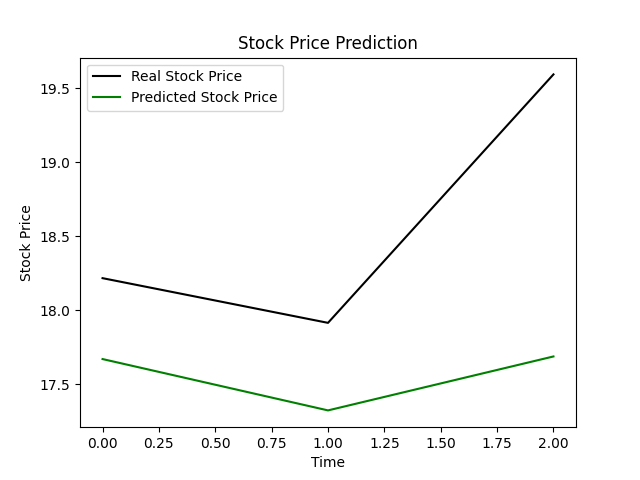 Stock Price Prediction
Real Stock Price
Predicted Stock Price
Stock Price
19.5
19.0
18.5
18.0
17.5
0.00 0.25 0.50 0.75 1.00 1.25 1.50 1.75 2.00
Time